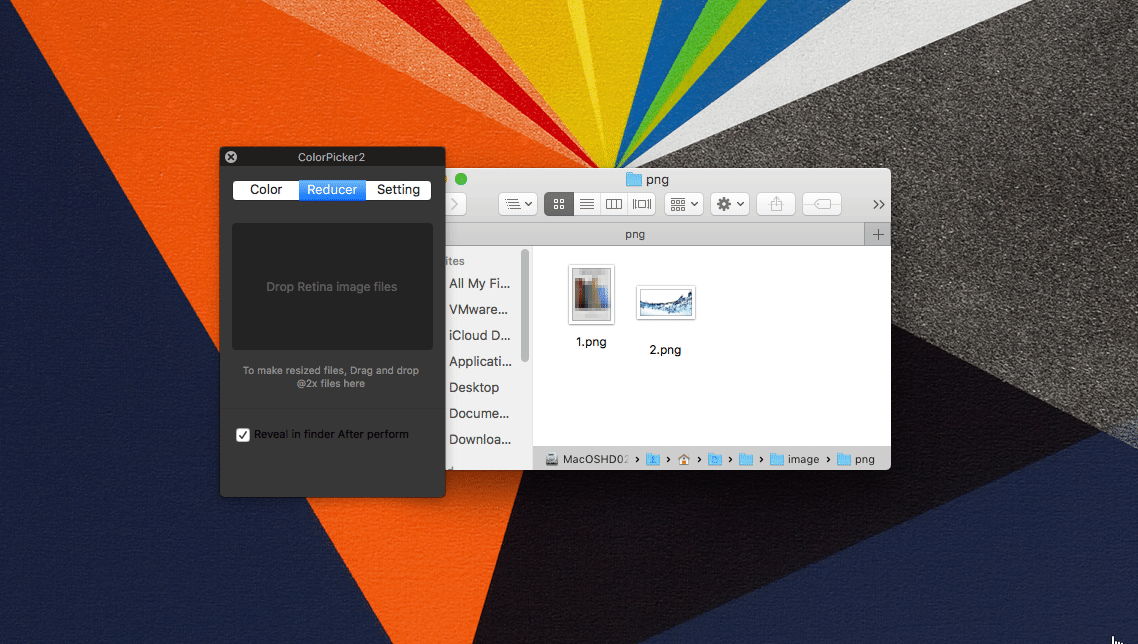 ColorPicker2
Color
Reducer
Setting
Drop Retina image files
To make resized files, Drag and drop
@2x files here
Reveal in finder After perform
png
png
ites
All My Fi...
VMware...
iCloud D...
Applicati...
Desktop
Docume...
Downloa...
1.png
2.png
MacOSHD02
image
png